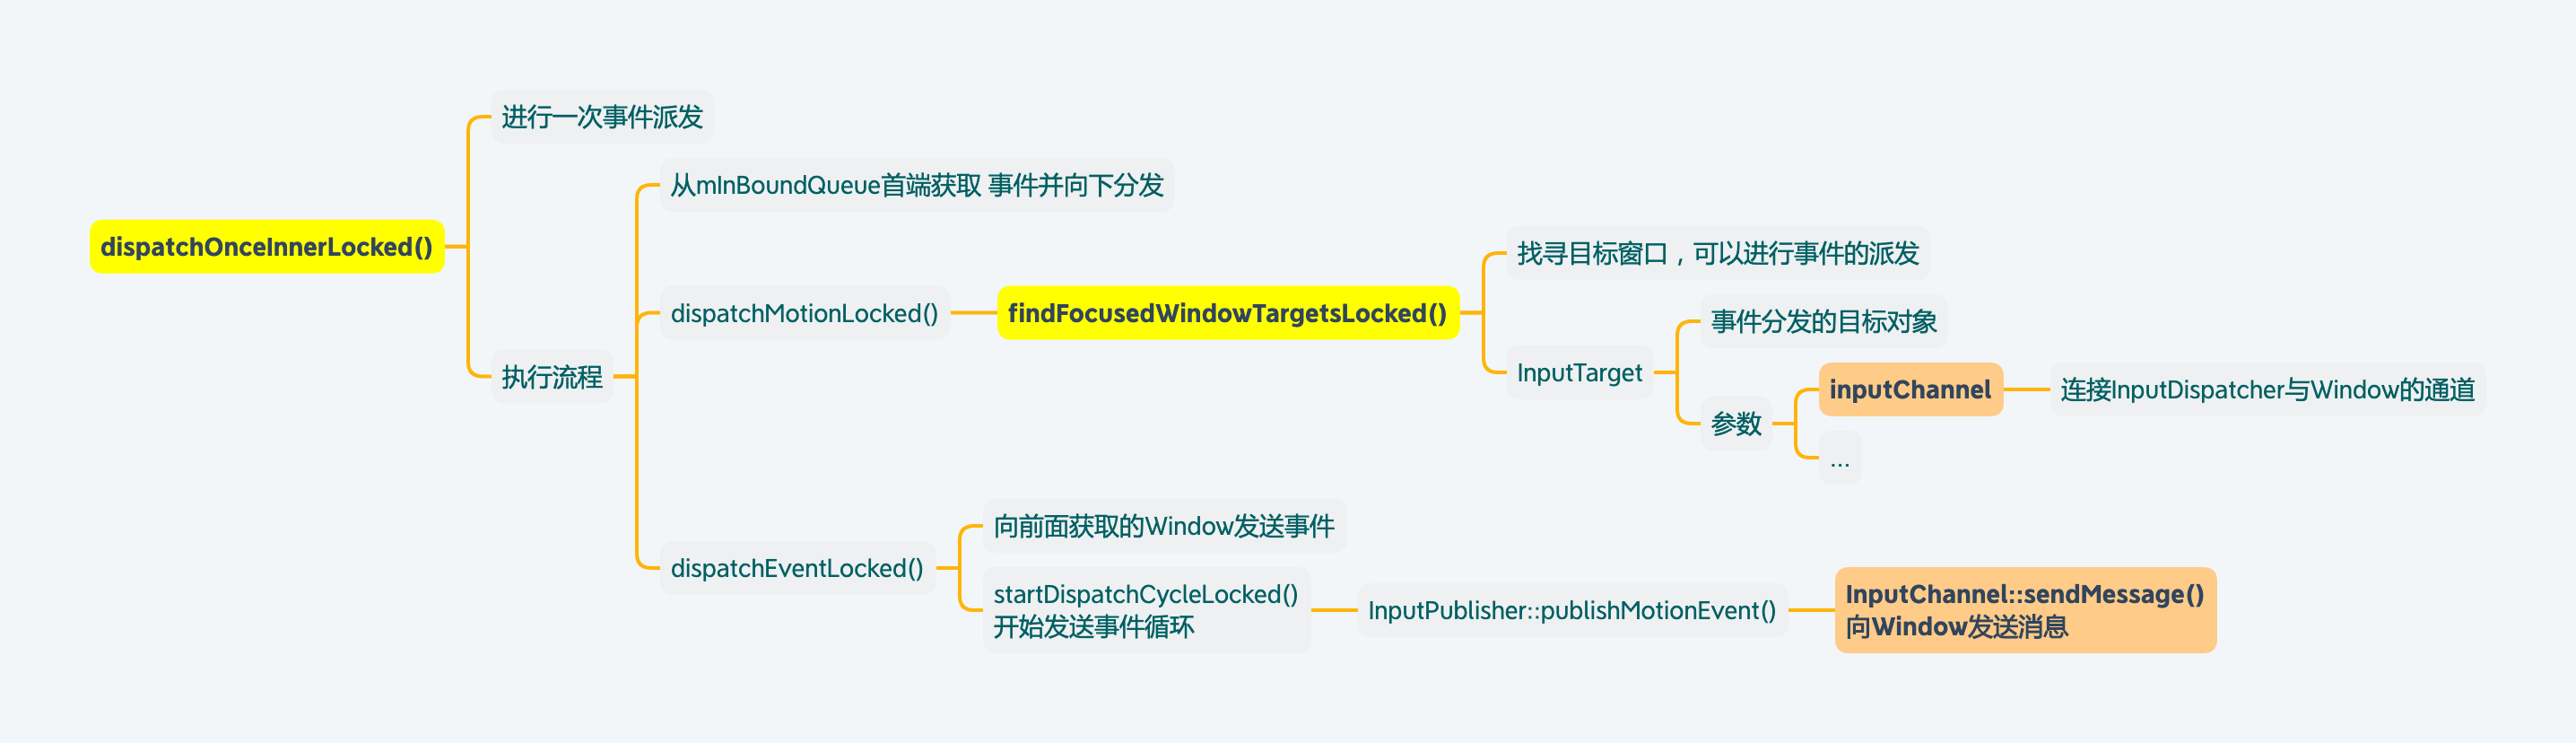 dispatchOnceInnerLocked()
进行一次事件派发
执行流程
从mInBoundQueue首端获取 事件并向下分发
dispatchMotionLocked()
findFocusedWindowTargetsLocked()
找寻目标窗口，可以进行事件的派发
InputTarget
事件分发的目标对象
参数
inputChannel
连接InputDispatcher与Window的通道
...
dispatchEventLocked()
向前面获取的Window发送事件
startDispatchCycleLocked()
开始发送事件循环
InputPublisher::publishMotionEvent()
InputChannel::sendMessage()
向Window发送消息